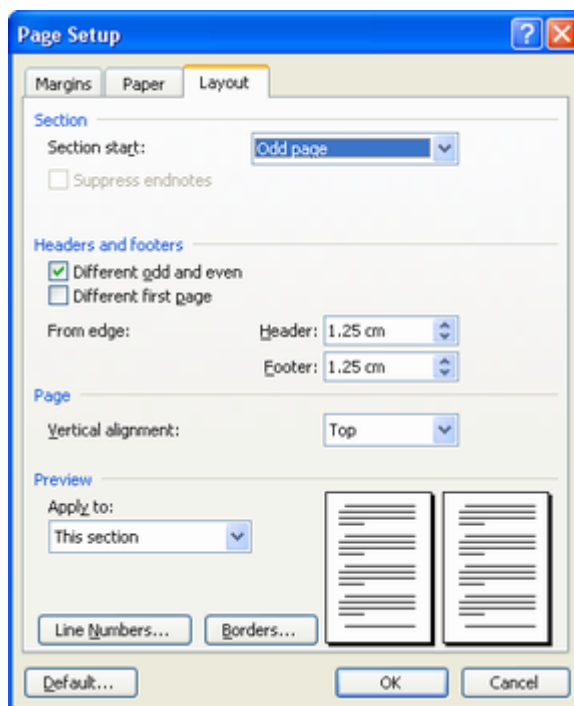 Page Setup
Margins Paper Layout
Section
Section start: Odd page
Suppress endnotes
Headers and footers
Different odd and even
Different first page
From edge: Header: 1.25 cm
Footer: 1.25 cm
Page
Vertical alignment: Top
Preview
Apply to:
This section
Line Numbers... Borders...
Default... OK Cancel